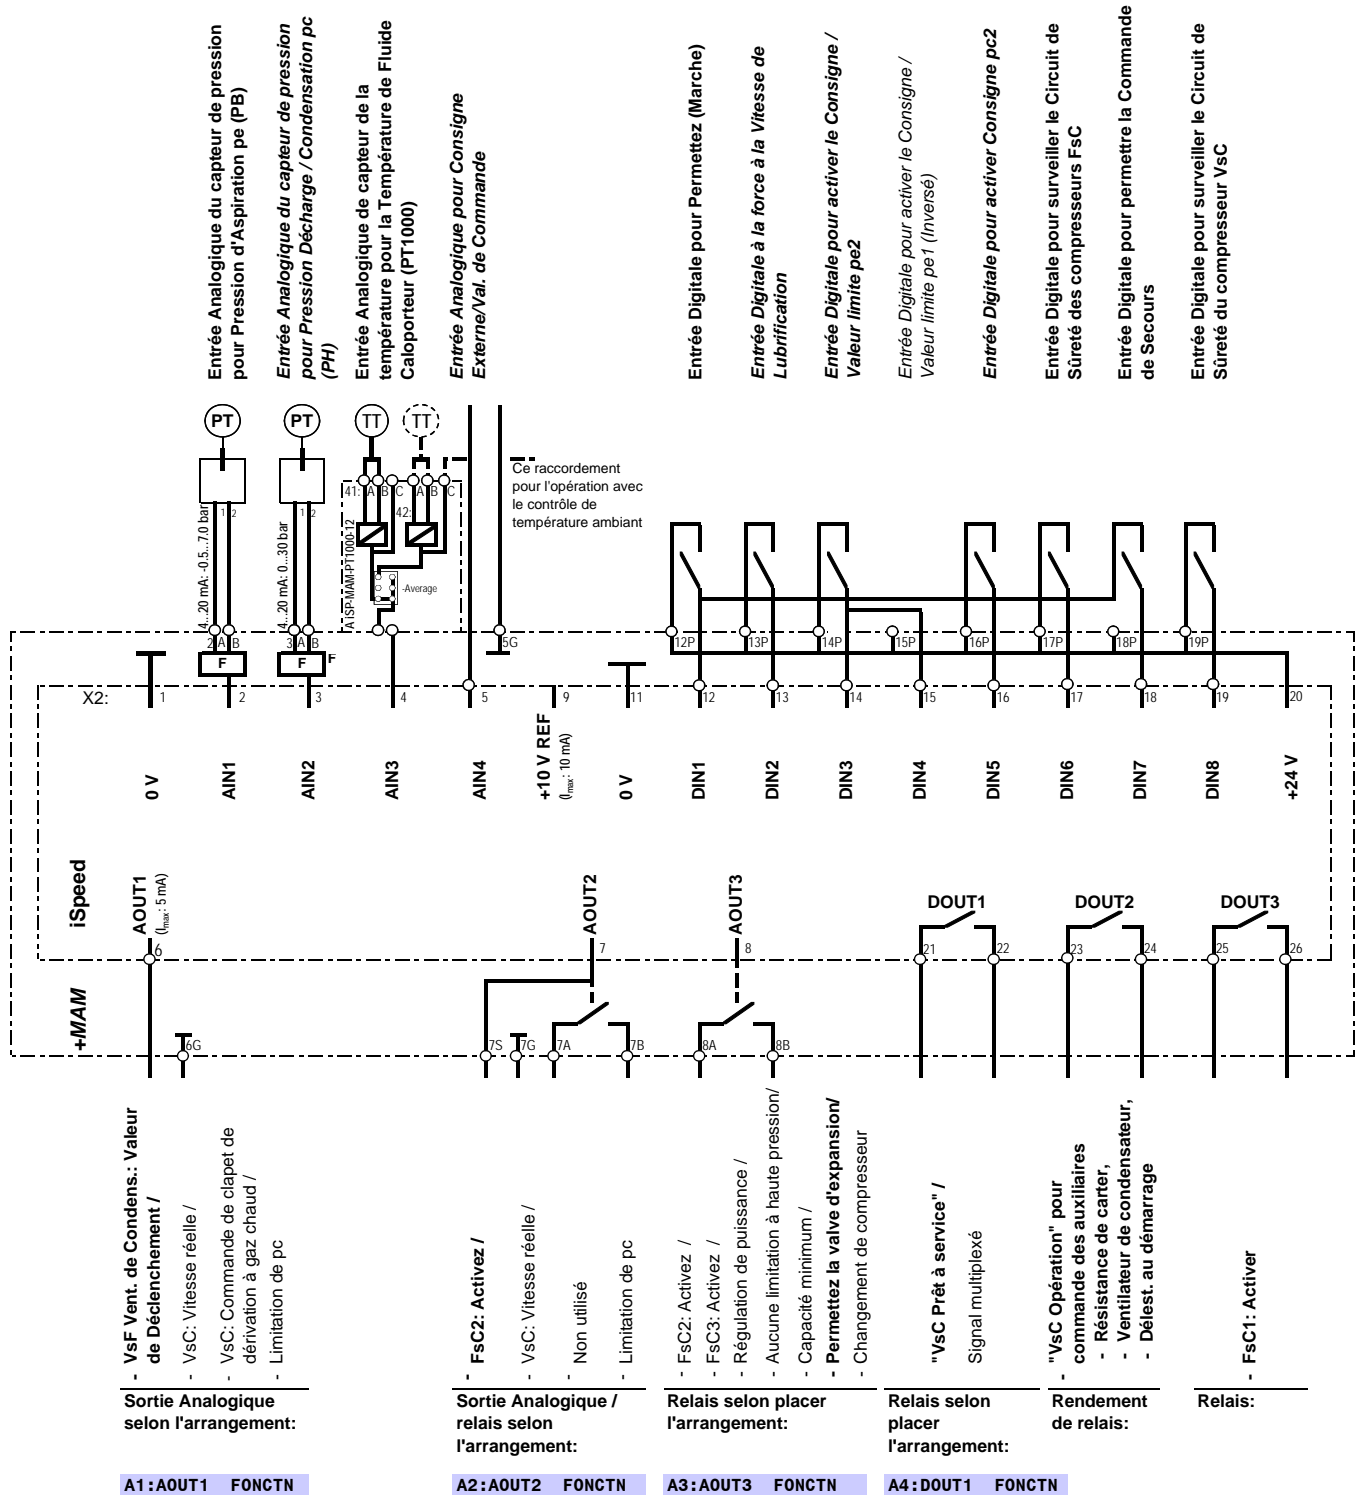 Entrée Analogique du capteur de pression
pour Pression d'Aspiration pe (PB)
Entrée Analogique du capteur de pression
pour Pression Décharge / Condensation pc
(PH)
Entrée Analogique de capteur de la
température pour la Température de Fluide
Caloporteur (PT1000)
Entrée Analogique pour Consigne
Externe/Val. de Commande
Entrée Digitale pour Permettez (Marche)
Entrée Digitale à la force à la Vitesse de
Lubrification
Entrée Digitale pour activer le Consigne /
Valeur limite pe2
Entrée Digitale pour activer le Consigne /
Valeur limite pe1 (Inversé)
Entrée Digitale pour activer Consigne pc2
Entrée Digitale pour surveiller le Circuit de
Sûreté des compresseurs FsC
Entrée Digitale pour permettre la Commande
de Secours
Entrée Digitale pour surveiller le Circuit de
Sûreté du compresseur VsC
PT
PT
TT
TT
Ce raccordement
pour l'opération avec
le contrôle de
température ambiant
1 2
1 2
41: A B C A B C
42:
4...20 mA: -0.5...7.0 bar
4...20 mA: 0...30 bar
A iSP-MAM-PT1000-12
-Average
2 A B
3 A B
5G
12P
13P
14P
15P
16P
17P
18P
19P
F
F
F
X2:
1
2
3
4
5
9
11
12
13
14
15
16
17
18
19
20
0 V
AIN1
AIN2
AIN3
AIN4
+10 V REF
(Imax: 10 mA)
0 V
DIN1
DIN2
DIN3
DIN4
DIN5
DIN6
DIN7
DIN8
+24 V
iSpeed
AOUT1
(Imax: 5 mA)
AOUT2
AOUT3
DOUT1
DOUT2
DOUT3
6
7
8
21
22
23
24
25
26
+MAM
6G
7S
7G
7A
7B
8A
8B
- VsF Vent. de Condens.: Valeur
de Déclenchement /
- VsC: Vitesse réelle /
- VsC: Commande de clapet de
dérivation à gaz chaud /
- Limitation de pc
- FsC2: Activez /
- VsC: Vitesse réelle /
- Non utilisé
- Limitation de pc
- FsC2: Activez /
- FsC3: Activez /
- Régulation de puissance /
- Aucune limitation à haute pression/
- Capacité minimum /
- Permettez la valve d'expansion/
- Changement de compresseur
"VsC Prêt à service" /
Signal multiplexé
- "VsC Opération" pour
commande des auxiliaires
- Résistance de carter,
- Ventilateur de condensateur,
- Délest. au démarrage
- FsC1: Activer
Sortie Analogique
selon l'arrangement:
Sortie Analogique /
relais selon
l'arrangement:
Relais selon placer
l'arrangement:
Relais selon
placer
l'arrangement:
Rendement
de relais:
Relais:
A1:AOUT1 FONCTN
A2:AOUT2 FONCTN
A3:AOUT3 FONCTN
A4:DOUT1 FONCTN